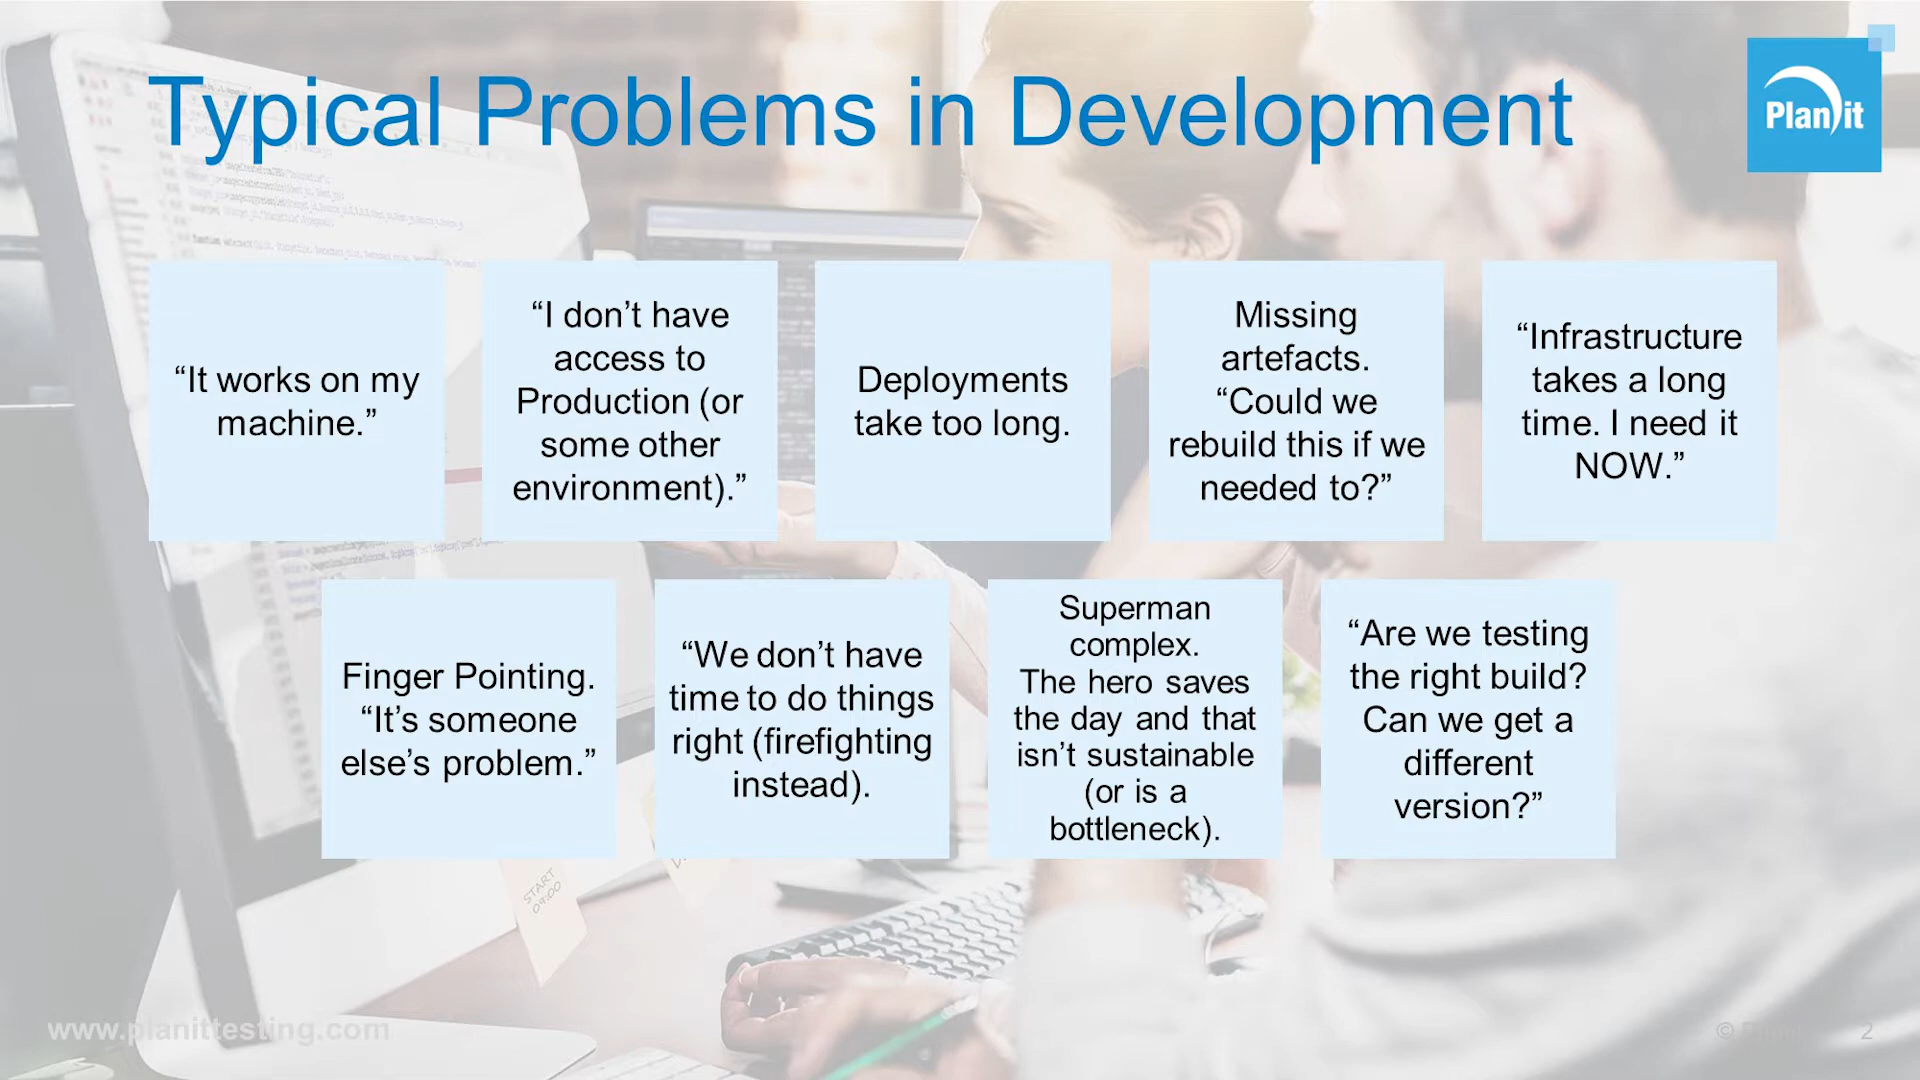 Typical Problems in Development
Plan it
“It works on my
machine.”
“I don’t have
access to
Production (or
some other
environment).”
Deployments
take too long.
Missing
artefacts.
“Could we
rebuild this if we
needed to?”
“Infrastructure
takes a long
time. I need it
NOW.”
Finger Pointing.
“It’s someone
else’s problem.”
“We don’t have
time to do things
right (firefighting
instead).
Superman
complex.
The hero saves
the day and that
isn’t sustainable
(or is a
bottleneck).
“Are we testing
the right build?
Can we get a
different
version?”
START
09:00
www.planittesting.com
©
2